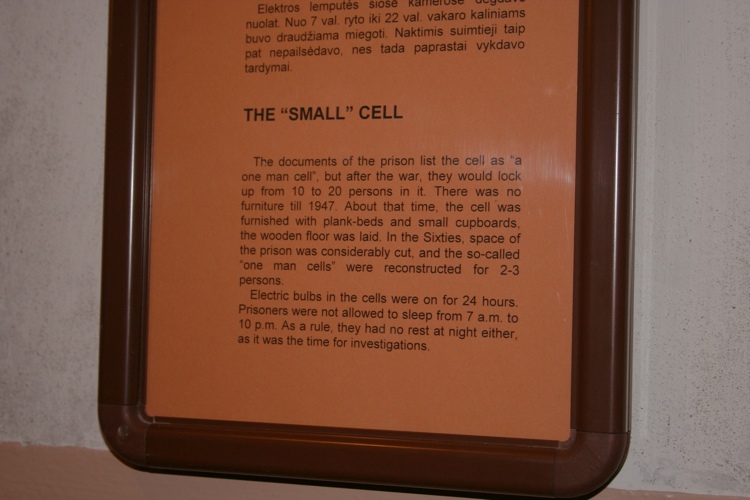 Elektros lemputės šiose kamerose degdavo
nuolat. Nuo 7 val. ryto iki 22 val. vakaro kaliniams
buvo draudžiama miegoti. Naktimis suimtieji taip
pat nepailsėdavo, nes tada paprastai vykdavo
tardymai.
THE “SMALL” CELL
The documents of the prison list the cell as “a
one man cell”, but after the war, they would lock
up from 10 to 20 persons in it. There was no
furniture till 1947. About that time, the cell was
furnished with plank-beds and small cupboards,
the wooden floor was laid. In the Sixties, space of
the prison was considerably cut, and the so-called
“one man cells” were reconstructed for 2-3
persons.
Electric bulbs in the cells were on for 24 hours.
Prisoners were not allowed to sleep from 7 a.m. to
10 p.m. As a rule, they had no rest at night either,
as it was the time for investigations.